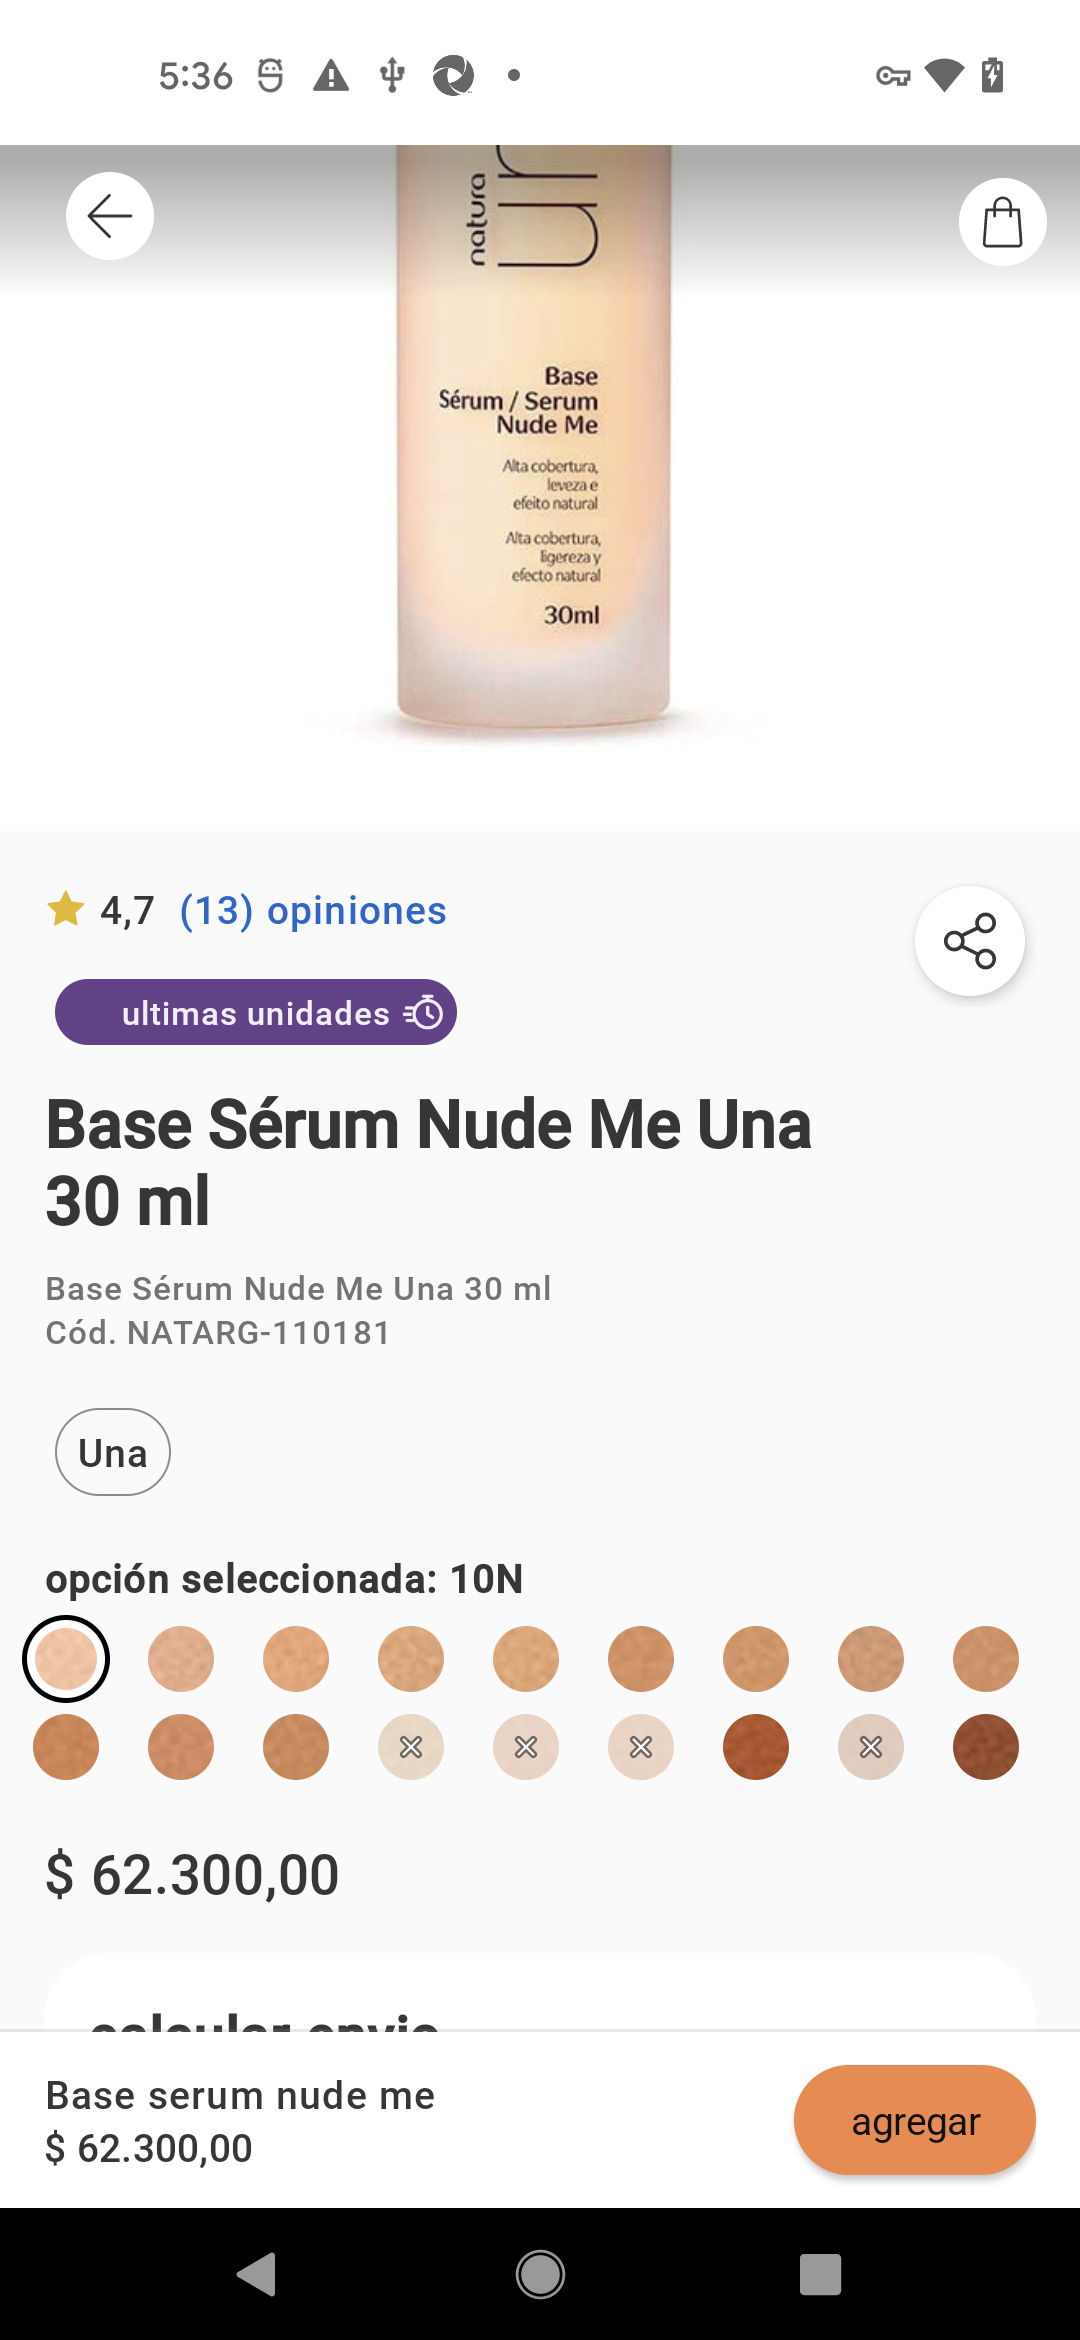 5:36
natura
Base
Sérum / Serum
Nude Me
Alta cobertura,
leveza e
efeito natural
Alta cobertura,
ligereza y
efecto natural
30ml
4,7 (13) opiniones
ultimas unidades
Base Sérum Nude Me Una
30 ml
Base Sérum Nude Me Una 30 ml
Cód. NATARG-110181
Una
opción seleccionada: 10N
$ 62.300,00
calcular envio
Base serum nude me
$ 62.300,00
agregar